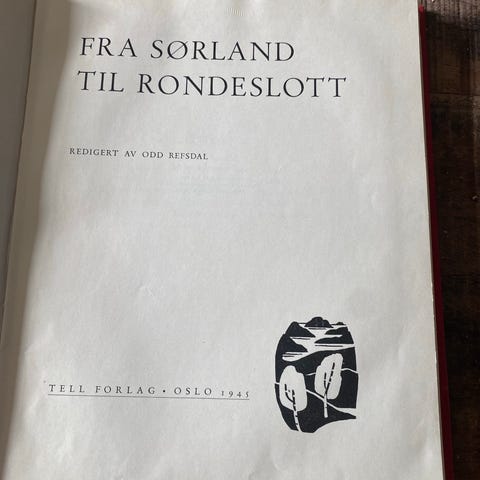 FRA SØRLAND
TIL RONDESLOTT
REDIGERT AV ODD REFSDAL
TELL FORLAG • OSLO 1945